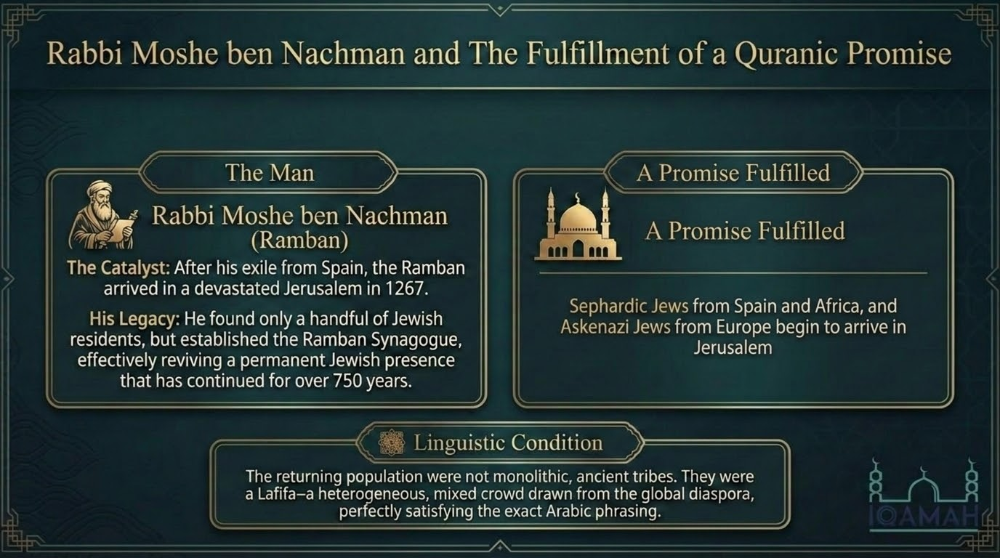 Rabbi Moshe ben Nachman and The Fulfillment of a Quranic Promise
The Man
Rabbi Moshe ben Nachman
(Ramban)
The Catalyst: After his exile from Spain, the Ramban
arrived in a devastated Jerusalem in 1267.
His Legacy: He found only a handful of Jewish
residents, but established the Ramban Synagogue,
effectively reviving a permanent Jewish presence
that has continued for over 750 years.
A Promise Fulfilled
A Promise Fulfilled
Sephardic Jews from Spain and Africa, and
Askenazi Jews from Europe begin to arrive in
Jerusalem
Linguistic Condition
The returning population were not monolithic, ancient tribes. They were
a Lafifa—a heterogeneous, mixed crowd drawn from the global diaspora,
perfectly satisfying the exact Arabic phrasing.
IQAMAH